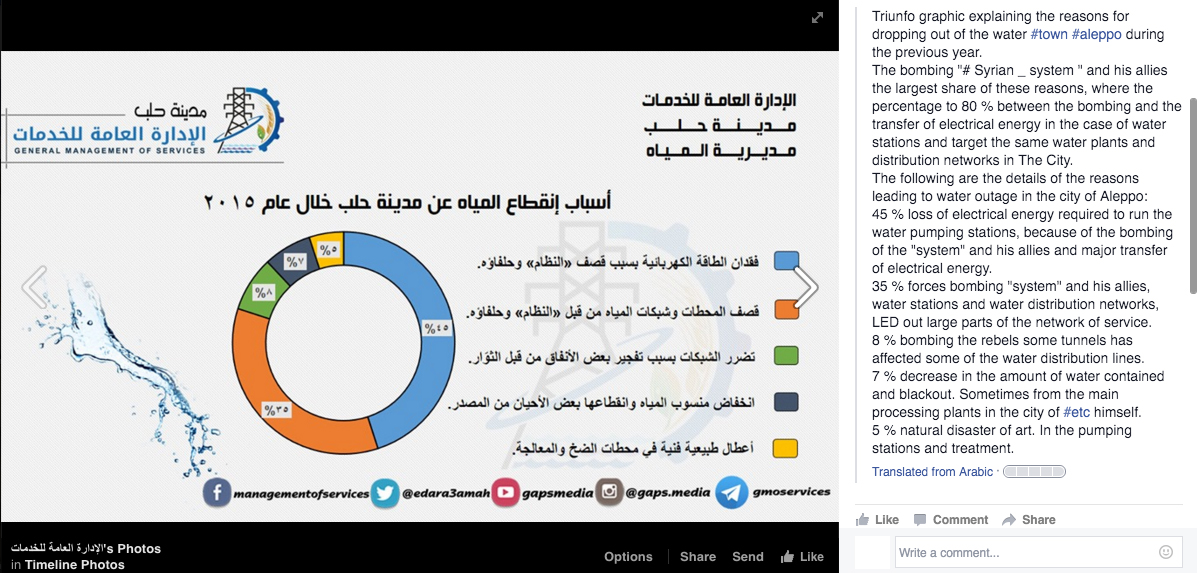 مدينة حلب
الإدارة العامة للخدمات
GENERAL MANAGEMENT OF SERVICES
الإدارة العامة للخدمات
مدينة حلب
مديرية المياه
أسباب إنقطاع المياه عن مدينة حلب خلال عام ٢٠١٥
%٥
%٧
%٨
%٤٥
%٣٥
فقدان الطاقة الكهربائية بسبب قصف «النظام» وحلفاؤه.
قصف المحطات وشبكات المياه من قبل «النظام» وحلفاؤه.
تضرر الشبكات بسبب تفجير بعض الأنفاق من قبل الثوّار.
انخفاض منسوب المياه وانقطاعها بعض الأحيان من المصدر.
أعطال طبيعية فنية في محطات الضخ والمعالجة.
managementofservices
@edara3amah
gapsmedia
@gaps.media
gmoservices
الإدارة العامة للخدمات's Photos
in Timeline Photos
Options Share Send Like
Triunfo graphic explaining the reasons for
dropping out of the water #town #aleppo during
the previous year.
The bombing "# Syrian _ system " and his allies
the largest share of these reasons, where the
percentage to 80 % between the bombing and the
transfer of electrical energy in the case of water
stations and target the same water plants and
distribution networks in The City.
The following are the details of the reasons
leading to water outage in the city of Aleppo:
45 % loss of electrical energy required to run the
water pumping stations, because of the bombing
of the "system" and his allies and major transfer
of electrical energy.
35 % forces bombing "system" and his allies,
water stations and water distribution networks,
LED out large parts of the network of service.
8 % bombing the rebels some tunnels has
affected some of the water distribution lines.
7 % decrease in the amount of water contained
and blackout. Sometimes from the main
processing plants in the city of #etc himself.
5 % natural disaster of art. In the pumping
stations and treatment.
Translated from Arabic ·
Like Comment Share
Write a comment...